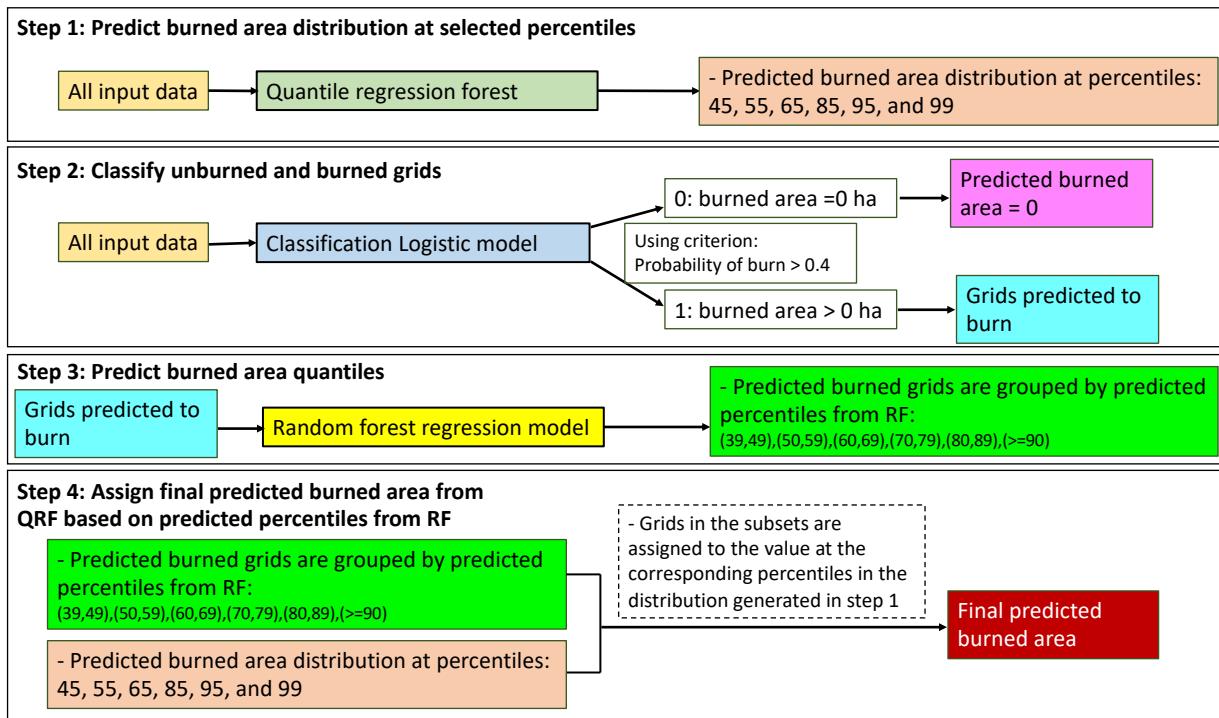 Step 1: Predict burned area distribution at selected percentiles
All input data
Quantile regression forest
- Predicted burned area distribution at percentiles:
45, 55, 65, 85, 95, and 99
Step 2: Classify unburned and burned grids
All input data
Classification Logistic model
0: burned area =0 ha
Using criterion:
Probability of burn > 0.4
1: burned area > 0 ha
Predicted burned
area = 0
Grids predicted to
burn
Step 3: Predict burned area quantiles
Grids predicted to
burn
Random forest regression model
- Predicted burned grids are grouped by predicted
percentiles from RF:
(39,49),(50,59),(60,69),(70,79),(80,89),(>=90)
Step 4: Assign final predicted burned area from
QRF based on predicted percentiles from RF
- Predicted burned grids are grouped by predicted
percentiles from RF:
(39,49),(50,59),(60,69),(70,79),(80,89),(>=90)
- Predicted burned area distribution at percentiles:
45, 55, 65, 85, 95, and 99
- Grids in the subsets are
assigned to the value at the
corresponding percentiles in the
distribution generated in step 1
Final predicted
burned area